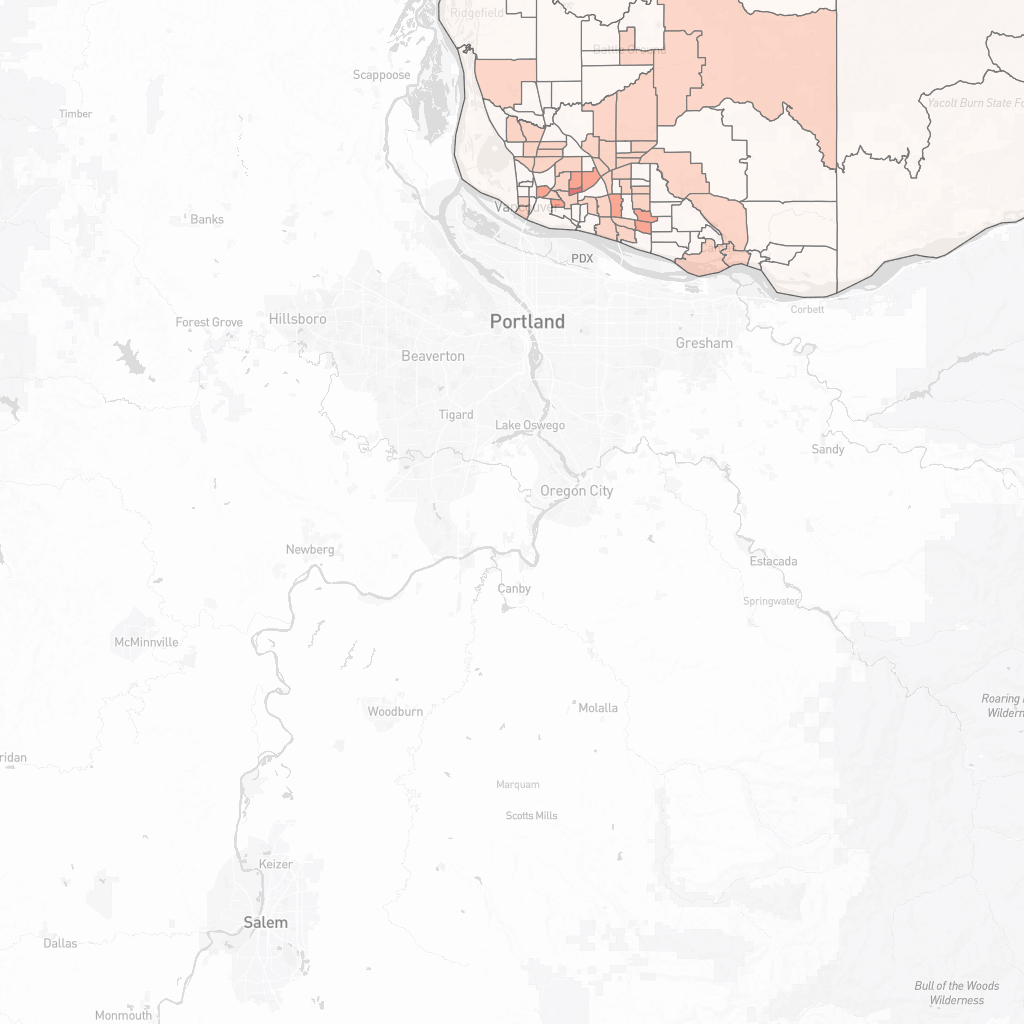 Ridgefield
Battle Ground
Scappoose
Yacolt Burn State Fo
Timber
Vancouver
Banks
PDX
Corbett
Forest Grove
Hillsboro
Portland
Gresham
Beaverton
Tigard
Lake Oswego
Sandy
Oregon City
Newberg
Estacada
Canby
Springwater
McMinnville
Roaring
Wildern
Woodburn
Molalla
ridan
Marquam
Scotts Mills
Keizer
Salem
Dallas
Bull of the Woods
Wilderness
Monmouth